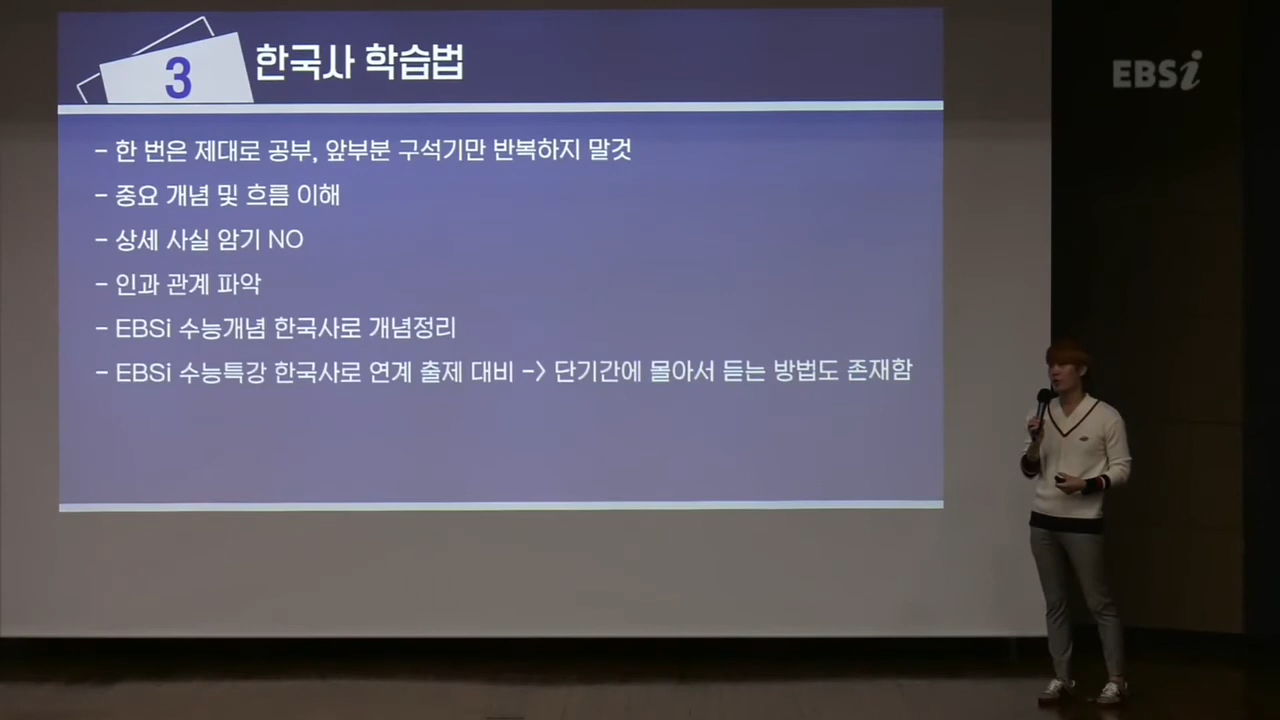 3 한국사 학습법
EBSi
- 한 번은 제대로 공부, 앞부분 구석기만 반복하지 말것
- 중요 개념 및 흐름 이해
- 상세 사실 암기 NO
- 인과 관계 파악
- EBSi 수능개념 한국사로 개념정리
- EBSi 수능특강 한국사로 연계 출제 대비 -> 단기간에 몰아서 듣는 방법도 존재함